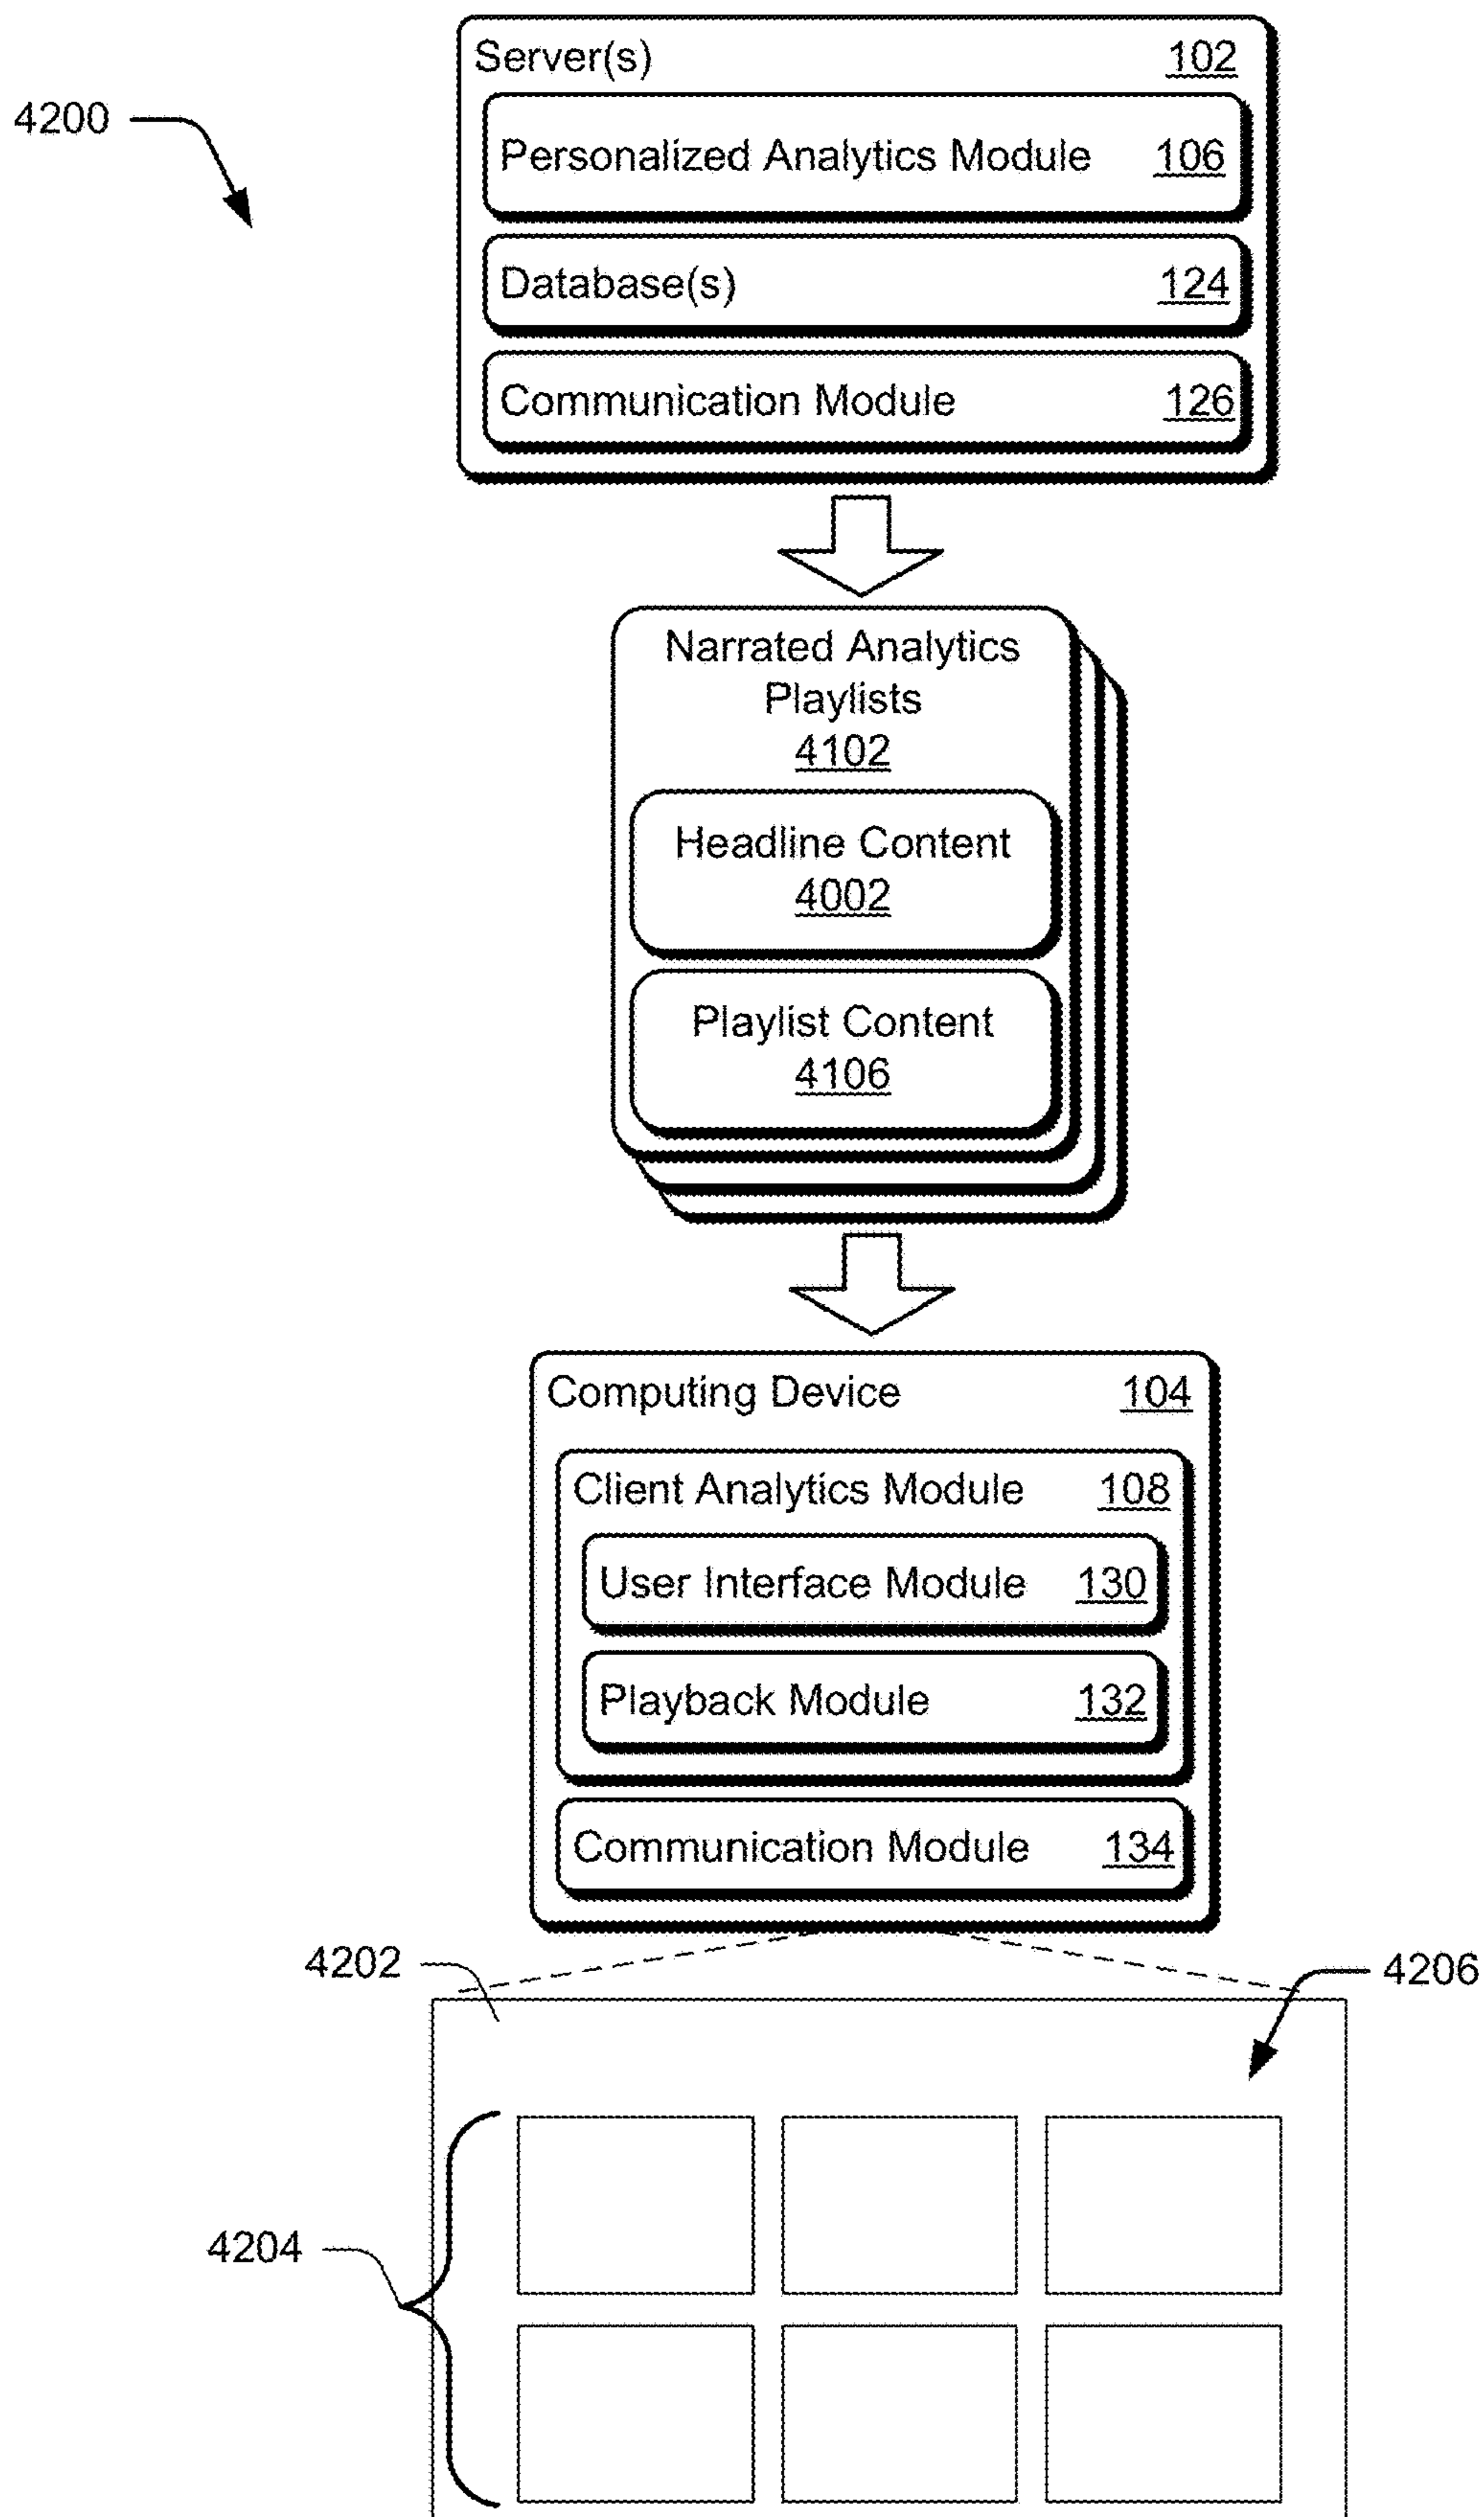 Server(s) 102
4200
Personalized Analytics Module 106
Database(s) 124
Communication Module 126
Narrated Analytics
Playlists
4102
Headline Content
4002
Playlist Content
4106
Computing Device 104
Client Analytics Module 108
User Interface Module 130
Playback Module 132
Communication Module 134
4202
4206
4204